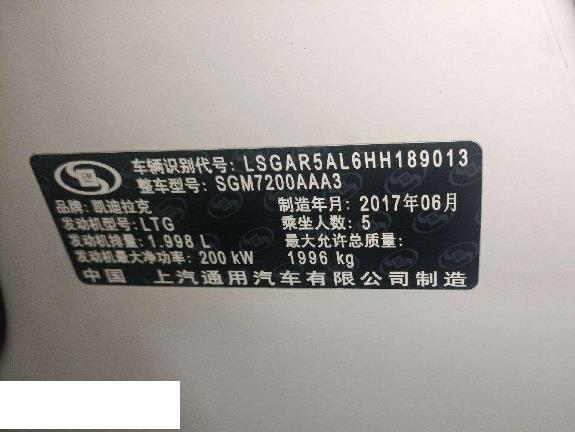 车辆识别代号: LSGAR5AL6HH189013
整车型号: SGM7200AAA3
品牌: 凯迪拉克 制造年月: 2017年06月
发动机型号: LTG 乘坐人数: 5
发动机排量: 1.998 L 最大允许总质量:
发动机最大净功率: 200 kW 1996 kg
中国 上汽通用汽车有限公司制造